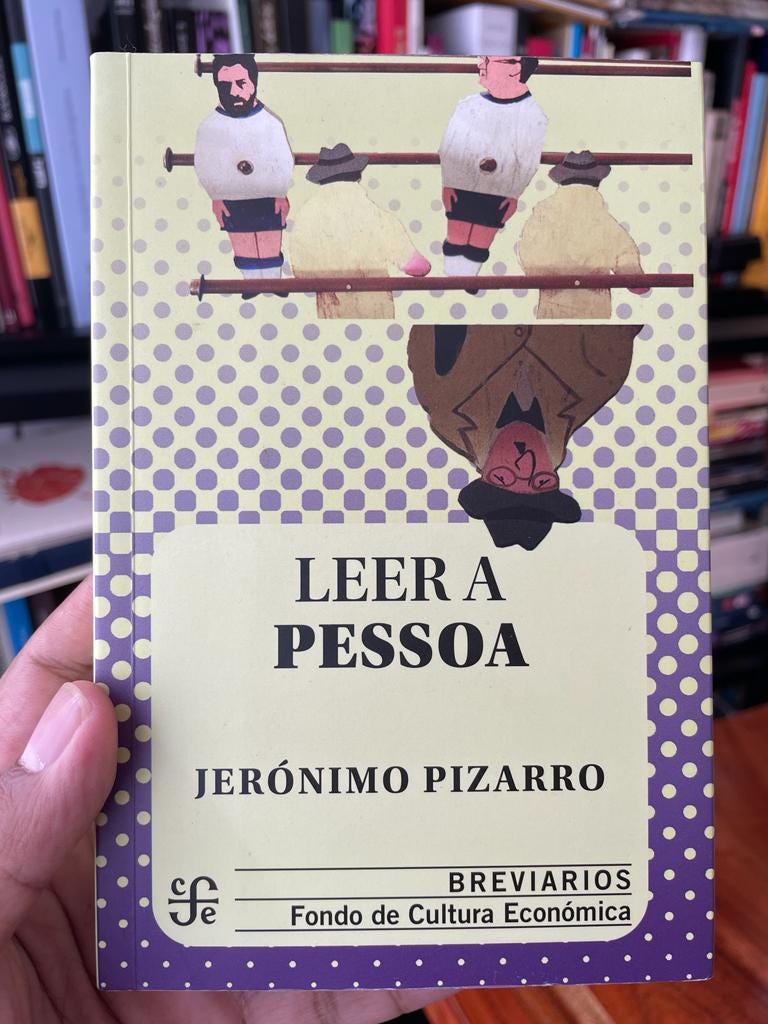 LEER A
PESSOA
JERÓNIMO PIZARRO
cfe
BREVIARIOS
Fondo de Cultura Económica